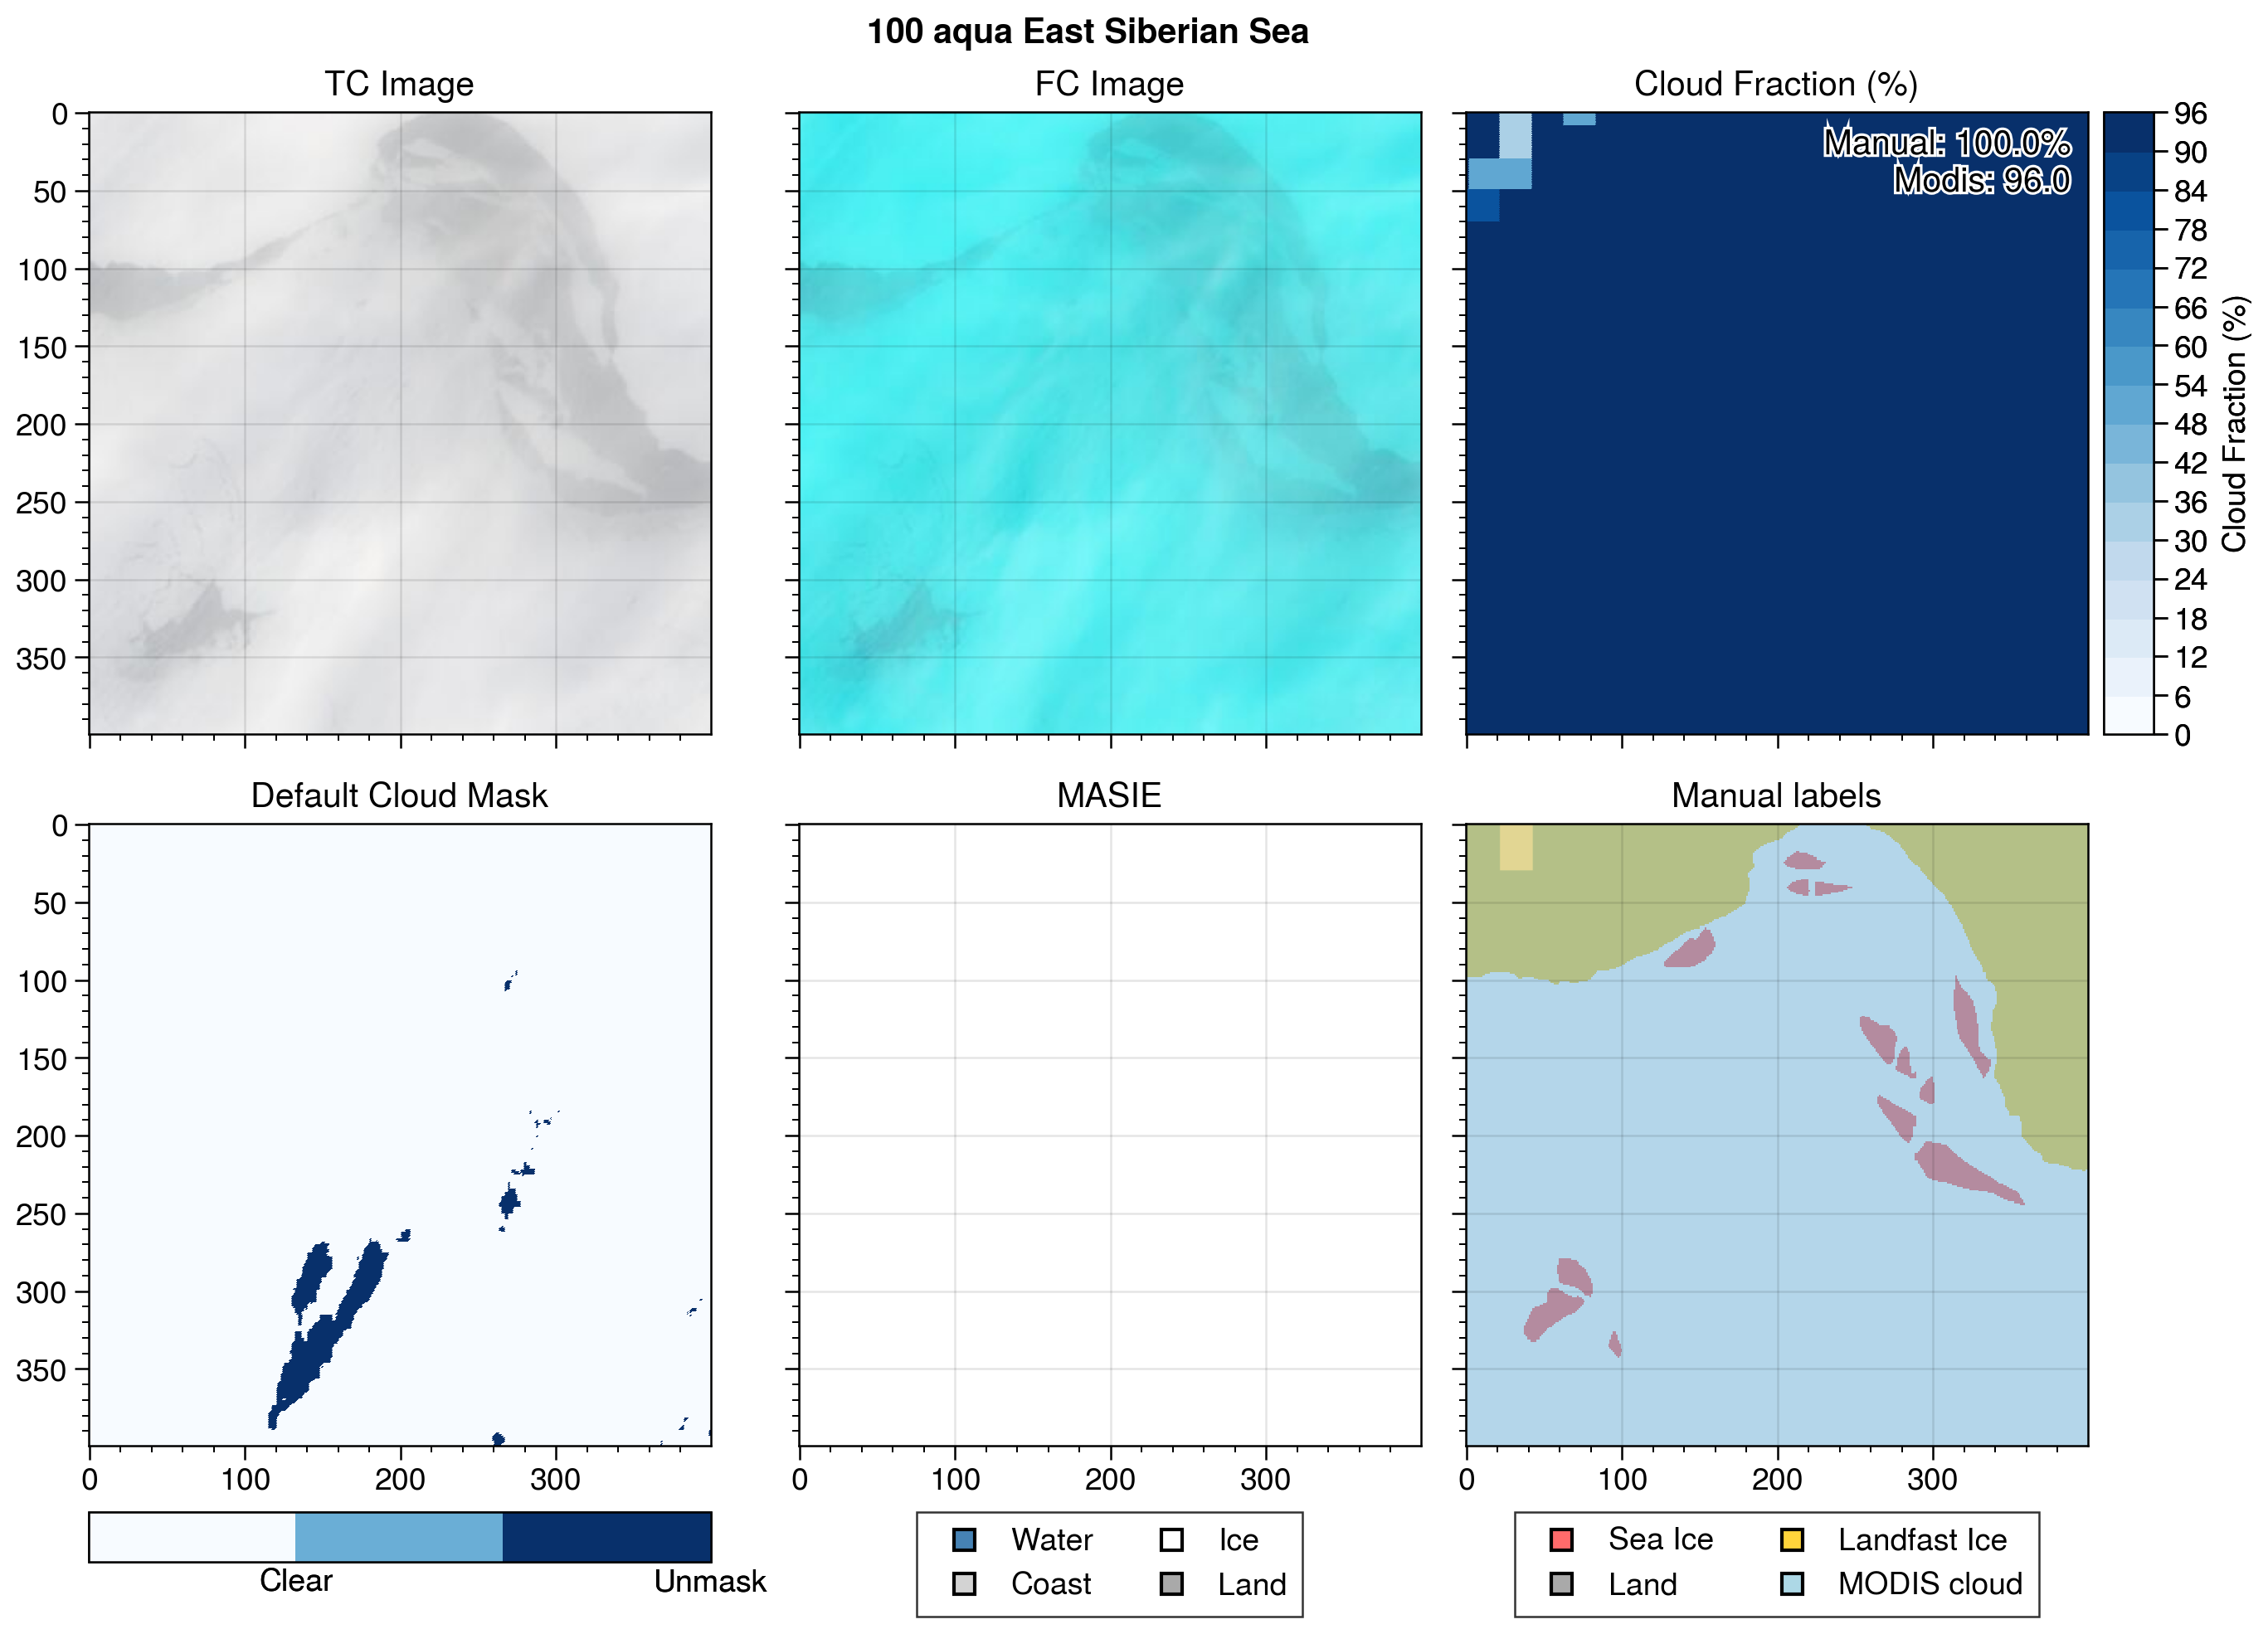 100 aqua East Siberian Sea
TC Image
FC Image
Cloud Fraction (%)
0
50
100
150
200
250
300
350
Manual: 100.0%
Modis: 96.0
96
90
84
78
72
66
60
54
48
42
36
30
24
18
12
6
0
Cloud Fraction (%)
Default Cloud Mask
MASIE
Manual labels
0
50
100
150
200
250
300
350
0 100 200 300
0 100 200 300
0 100 200 300
Clear Unmask
Water Ice
Coast Land
Sea Ice Landfast Ice
Land MODIS cloud